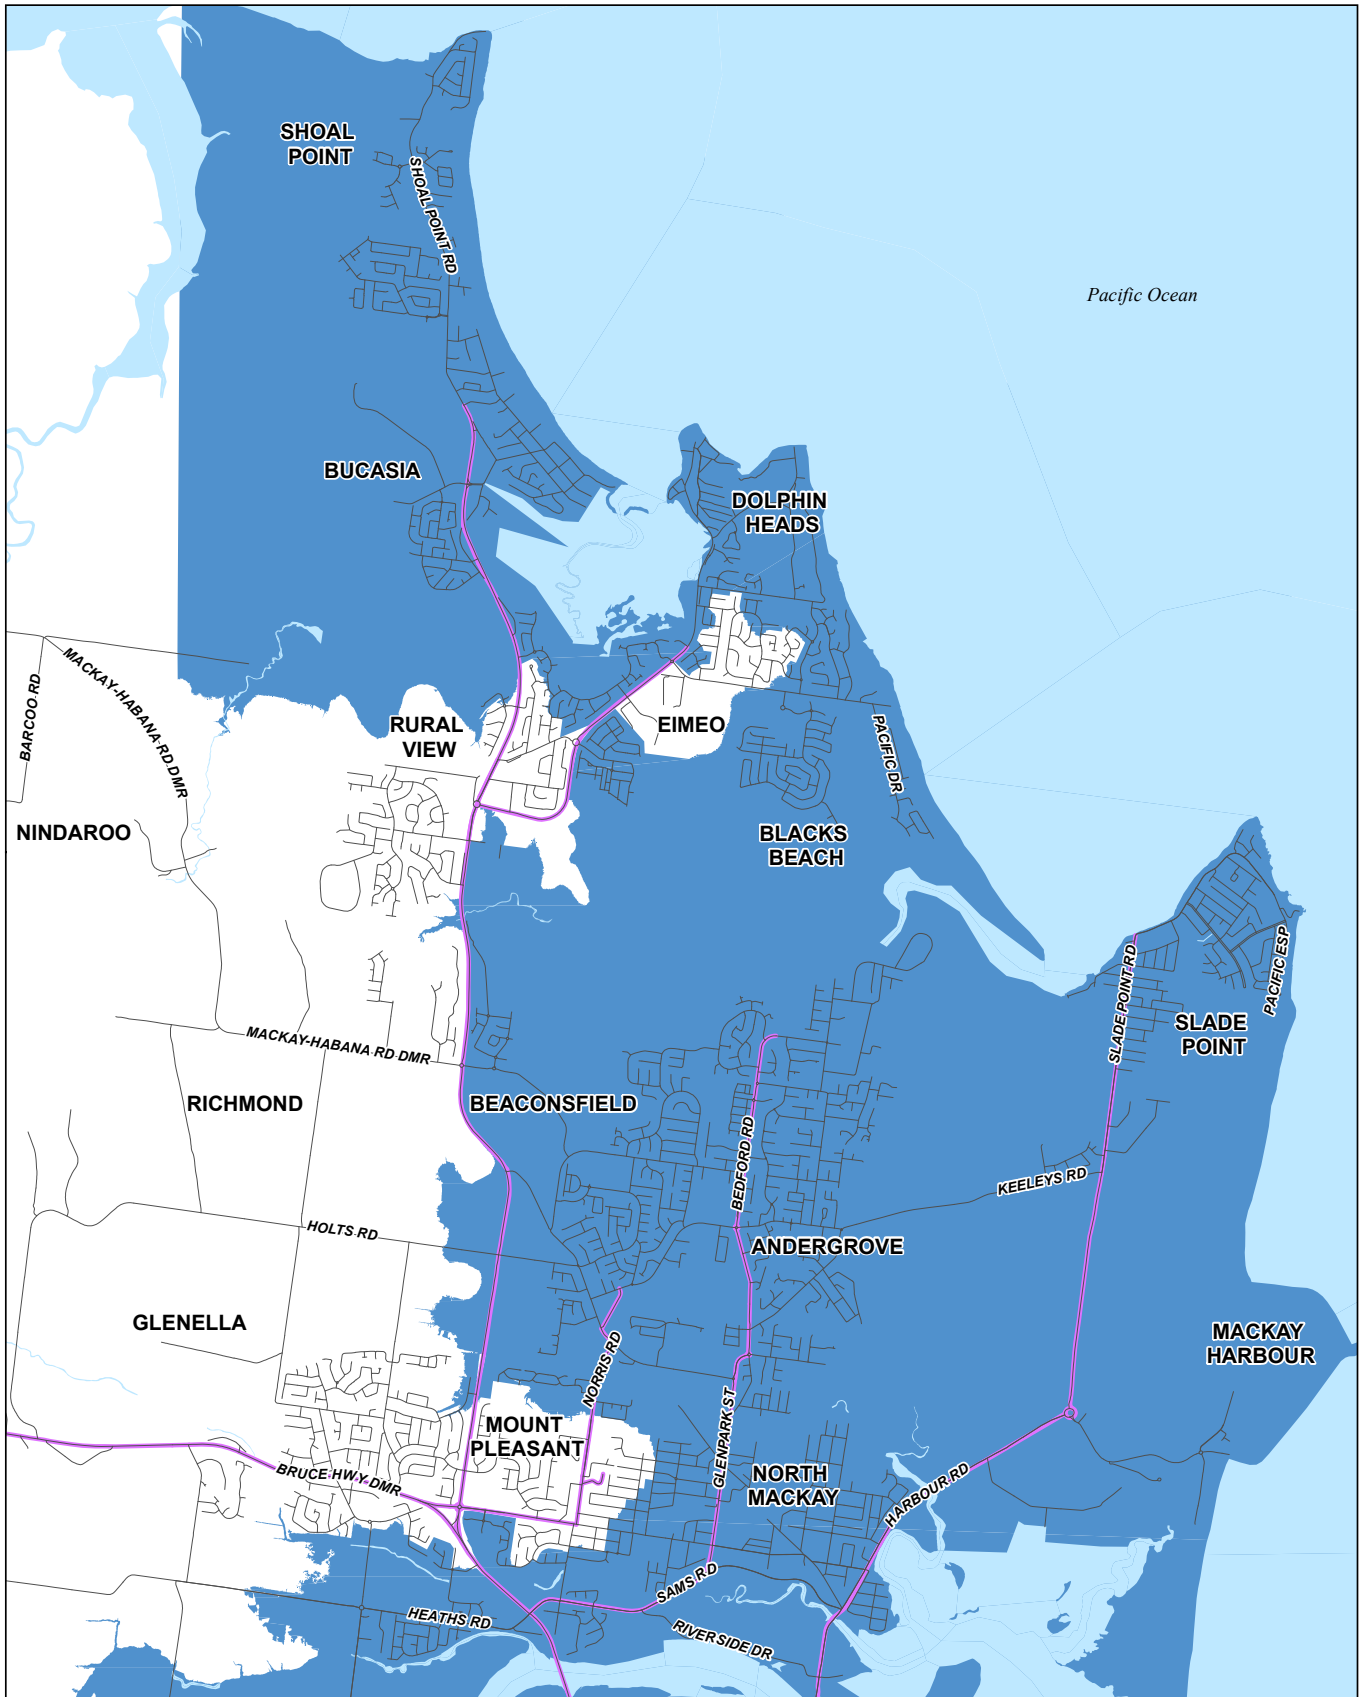 SHOAL
POINT
SHOAL POINT RD
Pacific Ocean
BUCASIA
DOLPHIN
HEADS
BARCOO RD
MACKAY-HABANA RD DMR
RURAL
VIEW
EIMEO
PACIFIC DR
NINDAROO
BLACKS
BEACH
SLADE POINT RD
PACIFIC ESP
SLADE
POINT
MACKAY-HABANA RD DMR
RICHMOND
BEACONSFIELD
BEDFORD RD
KEELEYS RD
HOLTS RD
ANDERGROVE
GLENELLA
MACKAY
HARBOUR
NORRIS RD
GLENPARK ST
MOUNT
PLEASANT
BRUCE HWY DMR
NORTH
MACKAY
HARBOUR RD
SAMS RD
HEATHS RD
RIVERSIDE DR